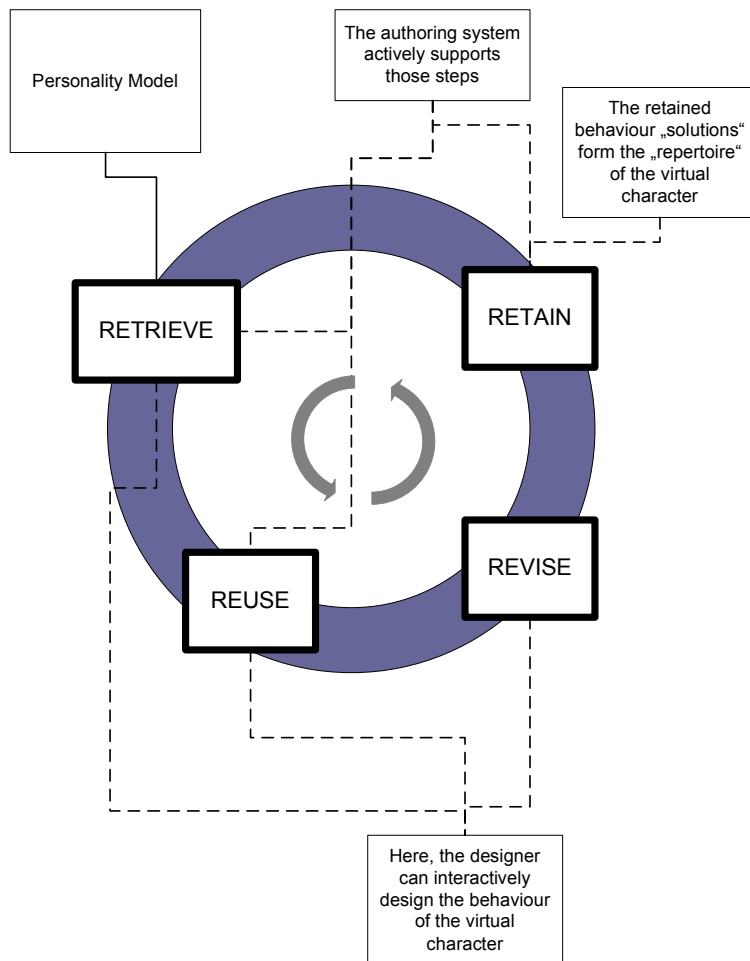 Personality Model
The authoring system
actively supports
those steps
The retained
behaviour „solutions“
form the „repertoire“
of the virtual
character
RETRIEVE
RETAIN
REUSE
REVISE
Here, the designer
can interactively
design the behaviour
of the virtual
character